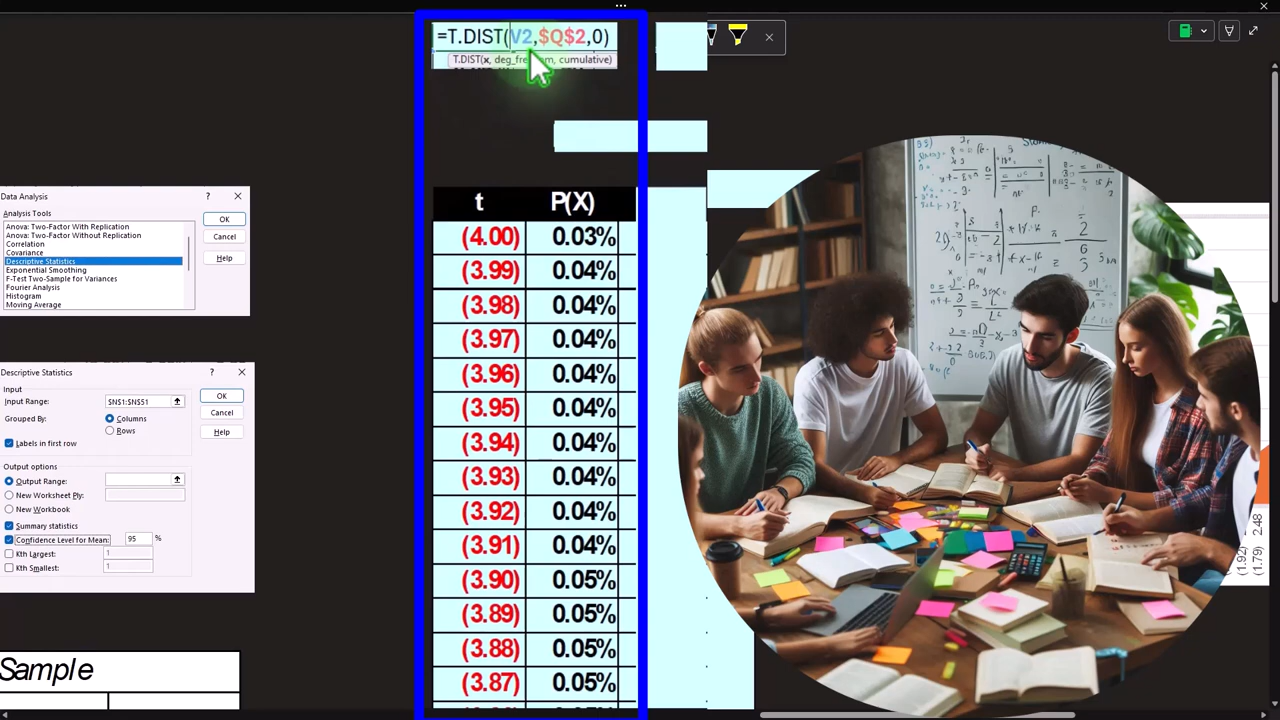 =T.DIST(V2,$Q$2,0)
T.DIST(x, deg_freedom, cumulative)
Data Analysis
?
Analysis Tools
Anova: Two-Factor With Replication
Anova: Two-Factor Without Replication
Correlation
Covariance
Descriptive Statistics
Exponential Smoothing
F-Test Two-Sample for Variances
Fourier Analysis
Histogram
Moving Average
OK
Cancel
Help
Descriptive Statistics
?
Input
Input Range:
$N$1:$N$51
Grouped By:
Columns
Rows
Labels in first row
Output options
Output Range:
New Worksheet Ply:
New Workbook
Summary statistics
Confidence Level for Mean:
95
%
Kth Largest:
1
Kth Smallest:
1
OK
Cancel
Help
Sample
t P(X)
(4.00) 0.03%
(3.99) 0.04%
(3.98) 0.04%
(3.97) 0.04%
(3.96) 0.04%
(3.95) 0.04%
(3.94) 0.04%
(3.93) 0.04%
(3.92) 0.04%
(3.91) 0.04%
(3.90) 0.05%
(3.89) 0.05%
(3.88) 0.05%
(3.87) 0.05%
(1.92)
(1.79) 2.48